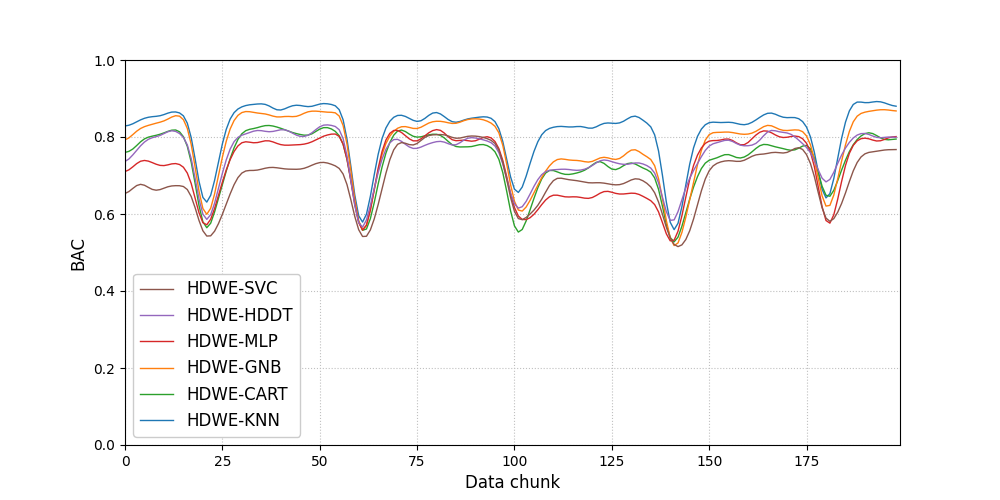 1.0
0.8
0.6
0.4
0.2
0.0
BAC
HDWE-SVC
HDWE-HDDT
HDWE-MLP
HDWE-GNB
HDWE-CART
HDWE-KNN
0 25 50 75 100 125 150 175
Data chunk